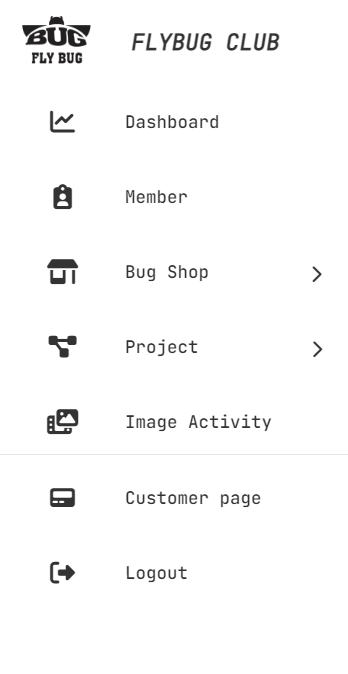 BUG
FLY BUG
FLYBUG CLUB
Dashboard
Member
Bug Shop
Project
Image Activity
Customer page
Logout